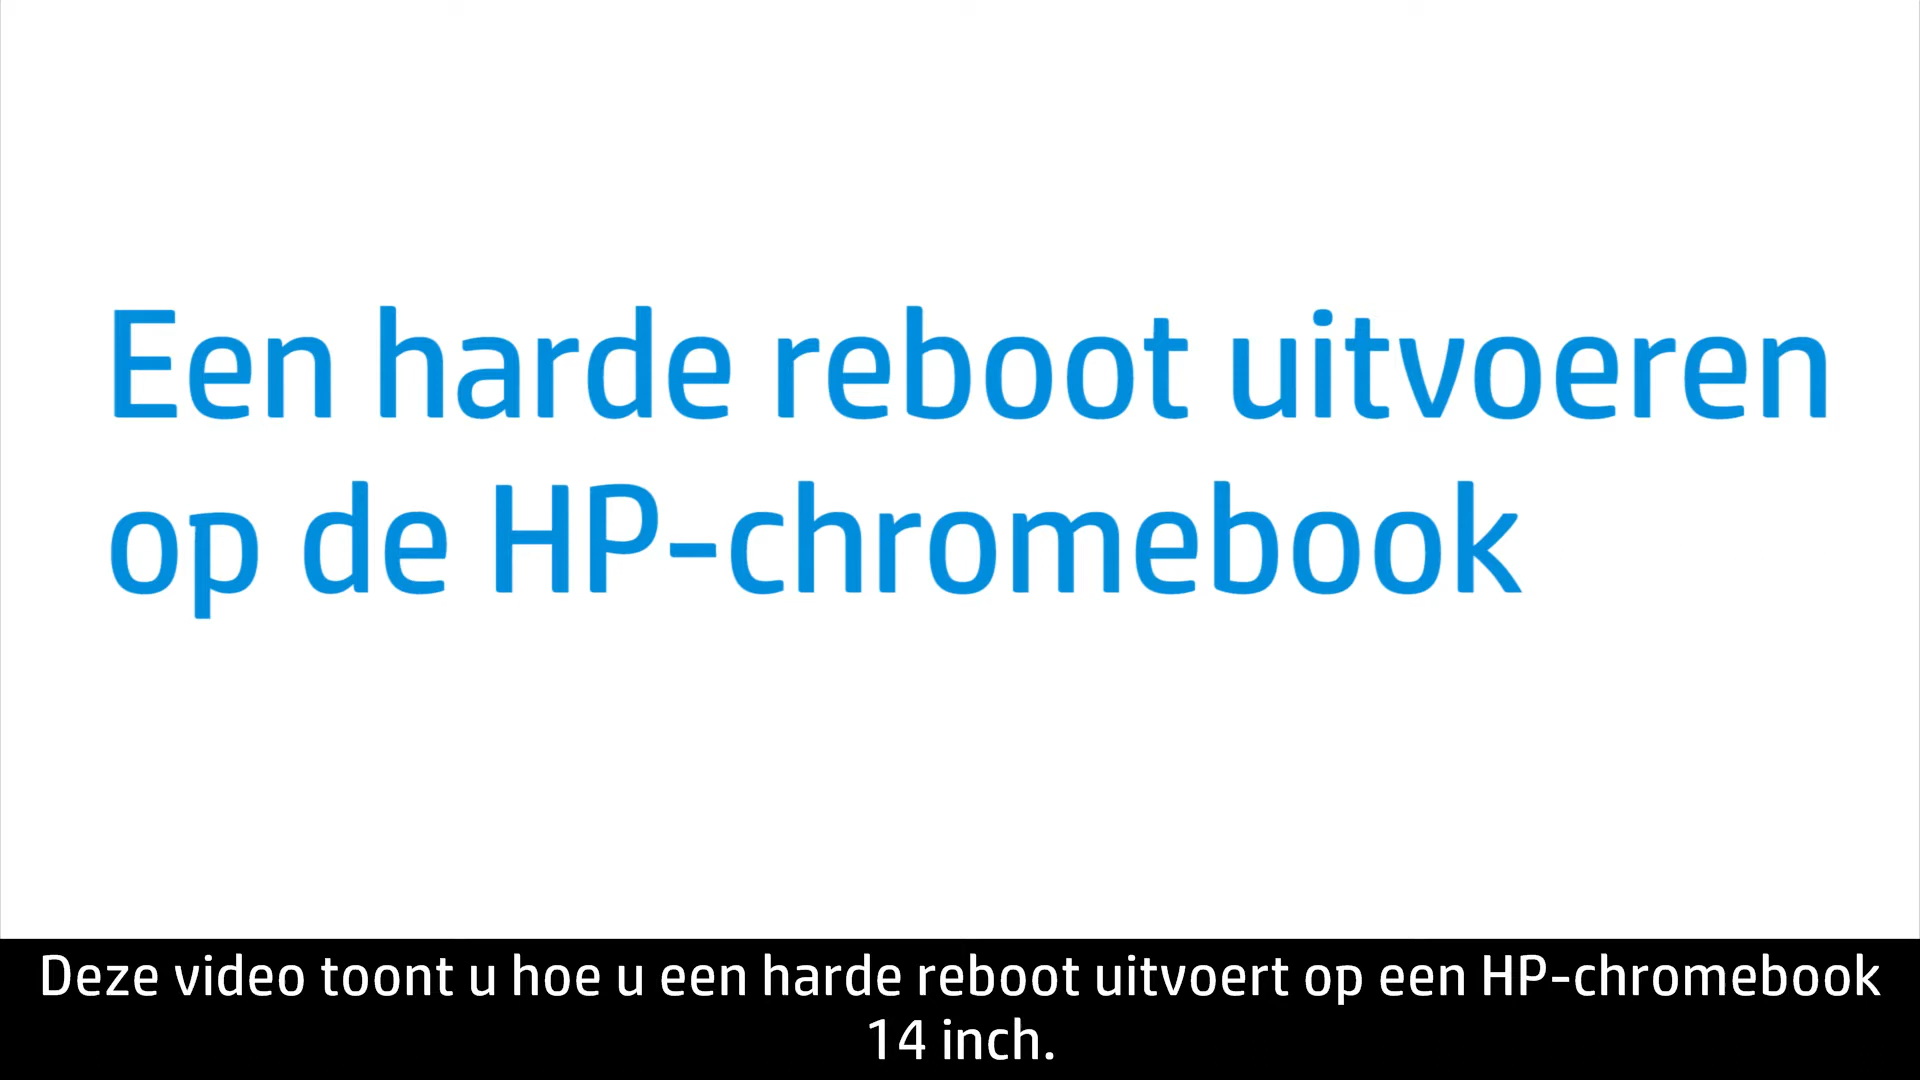 Een harde reboot uitvoeren
op de HP-chromebook
Deze video toont u hoe u een harde reboot uitvoert op een HP-chromebook
14 inch.